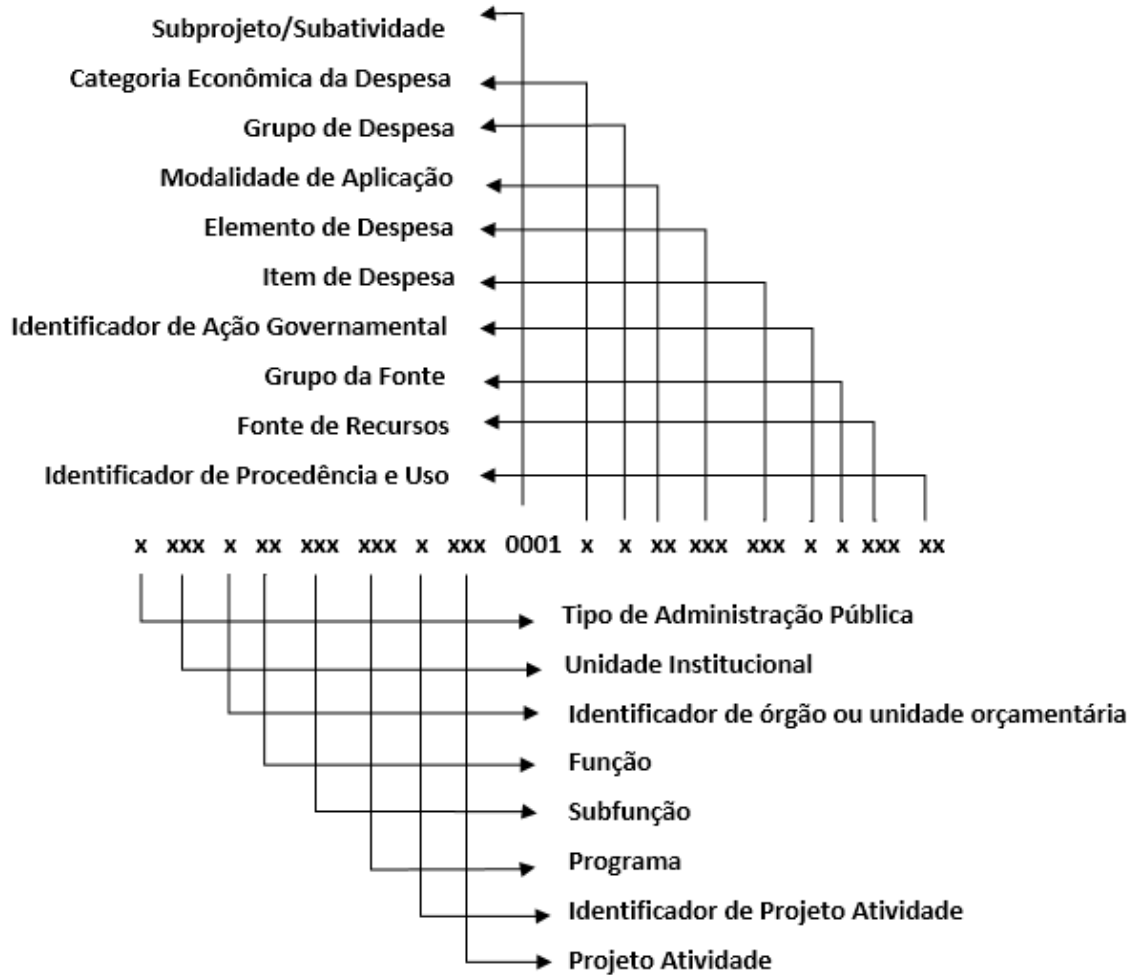 Subprojeto/Subatividade
Categoria Econômica da Despesa
Grupo de Despesa
Modalidade de Aplicação
Elemento de Despesa
Item de Despesa
Identificador de Ação Governamental
Grupo da Fonte
Fonte de Recursos
Identificador de Procedência e Uso
x xxx x xx xxx xxx x xxx 0001 x x xx xxx xxx x x xxx xx
Tipo de Administração Pública
Unidade Institucional
Identificador de órgão ou unidade orçamentária
Função
Subfunção
Programa
Identificador de Projeto Atividade
Projeto Atividade